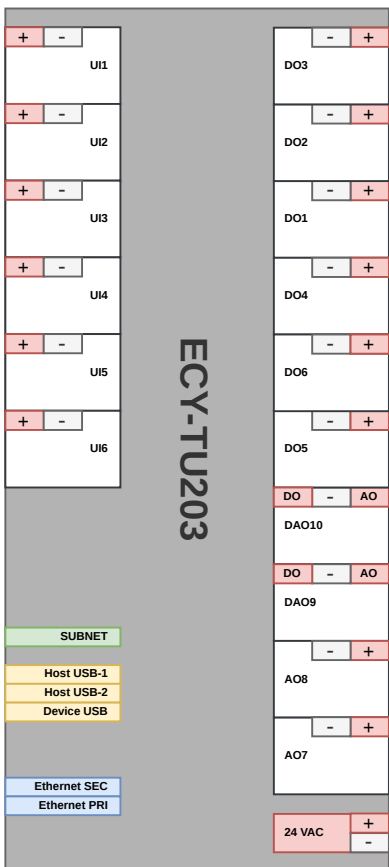 + -
UI1
+ -
UI2
+ -
UI3
+ -
UI4
+ -
UI5
+ -
UI6
SUBNET
Host USB-1
Host USB-2
Device USB
Ethernet SEC
Ethernet PRI
ECY-TU203
- +
DO3
- +
DO2
- +
DO1
- +
DO4
- +
DO6
- +
DO5
DO - AO
DAO10
DO - AO
DAO9
- +
AO8
- +
AO7
24 VAC
+
-